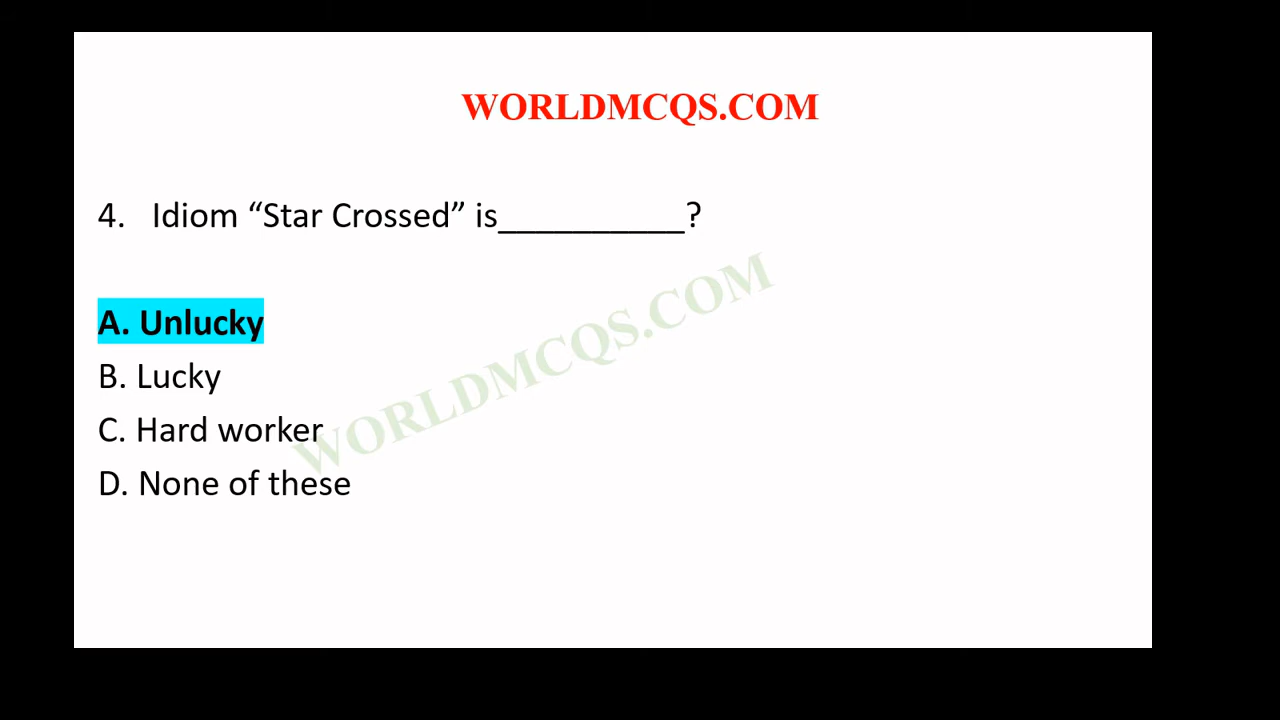 WORLDMCQS.COM
4. Idiom “Star Crossed” is__________?
A. Unlucky
B. Lucky
C. Hard worker
D. None of these
WORLDMCQS.COM